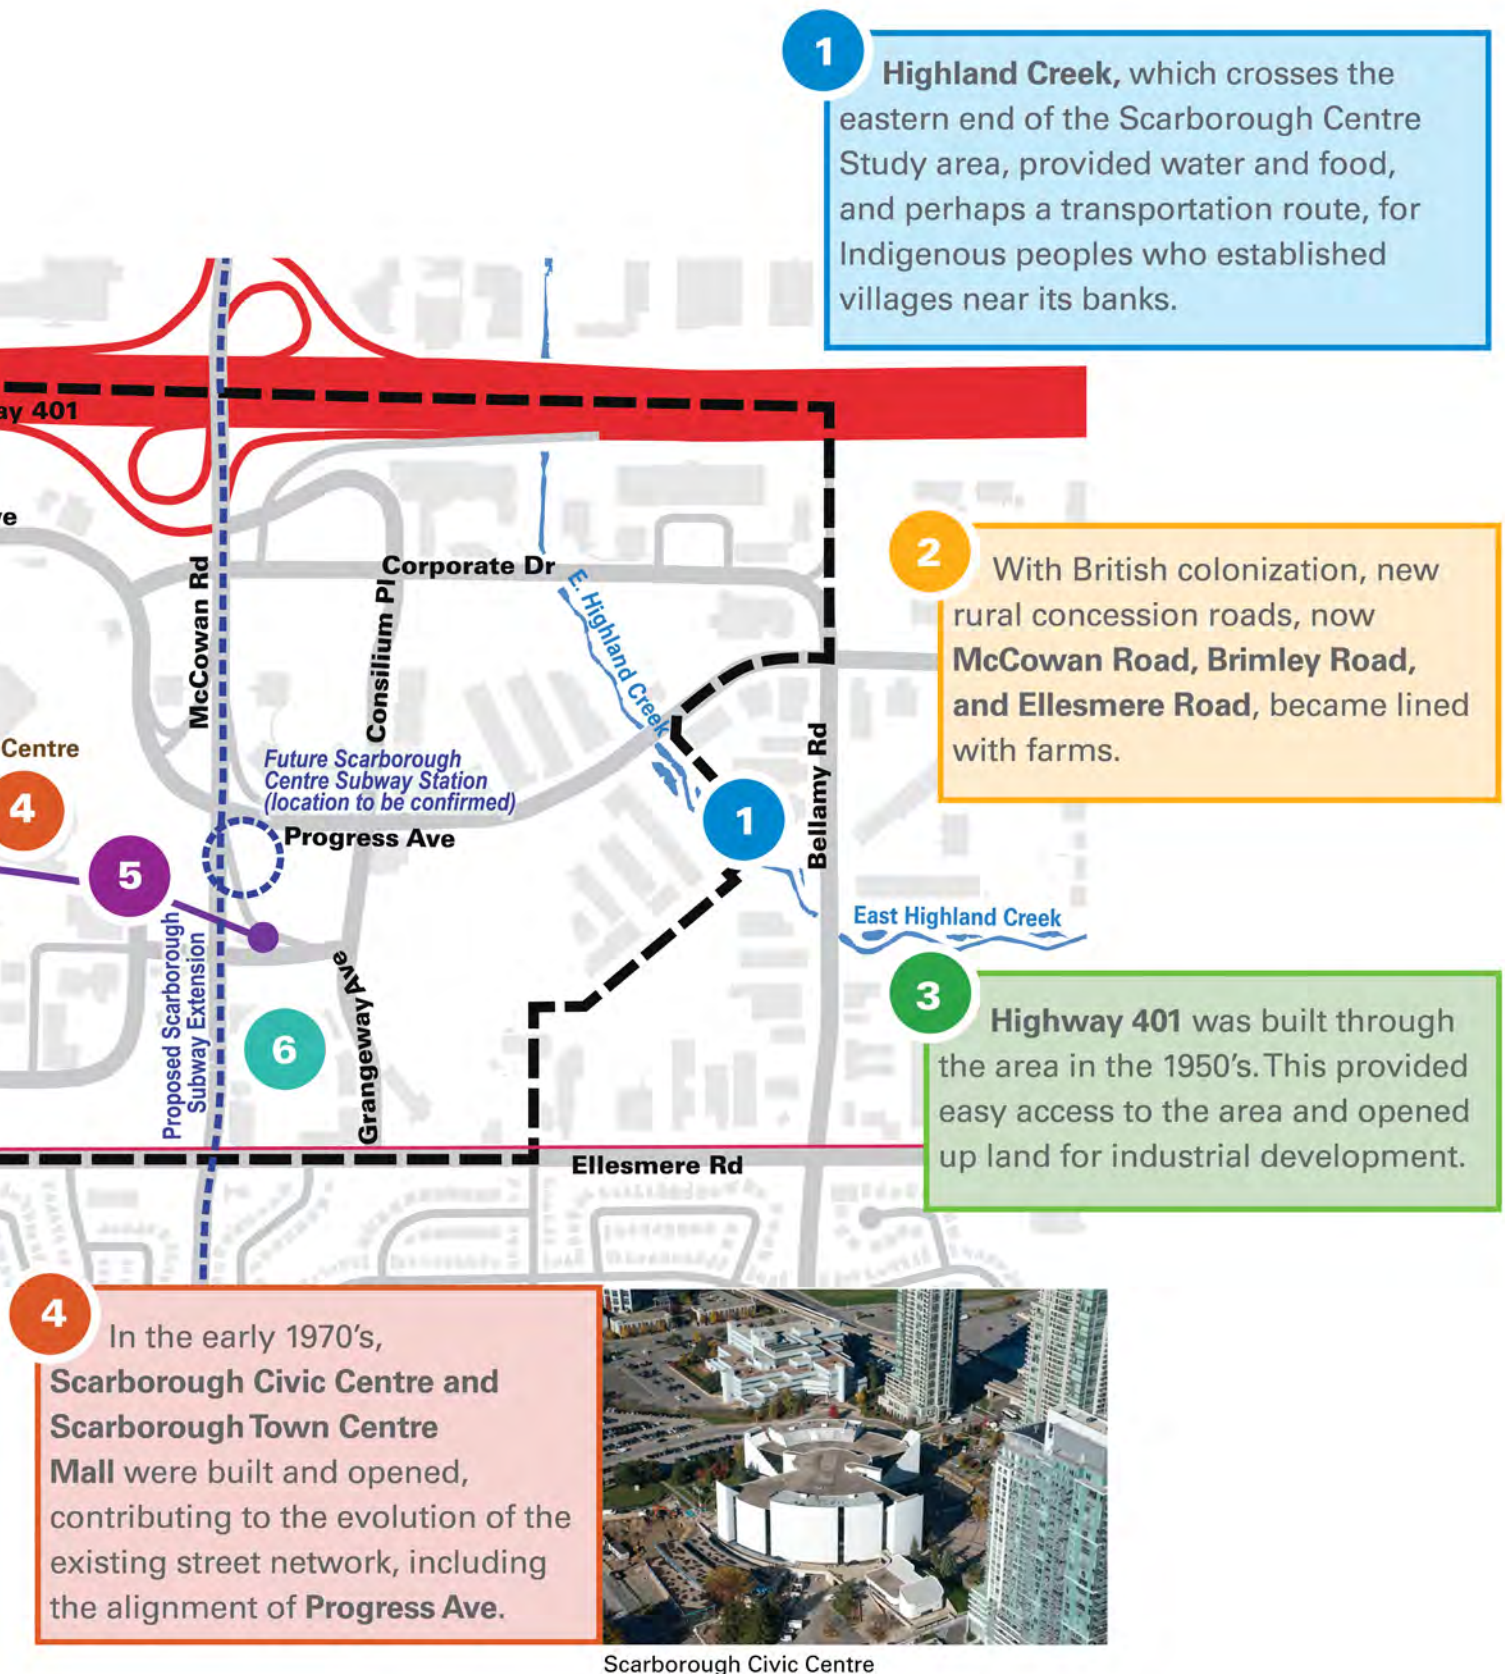 1
Highland Creek, which crosses the
eastern end of the Scarborough Centre
Study area, provided water and food,
and perhaps a transportation route, for
Indigenous peoples who established
villages near its banks.
ay 401
ve
McCowan Rd
Corporate Dr
Consilium Pl
E. Highland Creek
2
With British colonization, new
rural concession roads, now
McCowan Road, Brimley Road,
and Ellesmere Road, became lined
with farms.
Centre
4
Future Scarborough
Centre Subway Station
(location to be confirmed)
Progress Ave
1
Bellamy Rd
5
East Highland Creek
Proposed Scarborough
Subway Extension
6
Grangeway Ave
3
Highway 401 was built through
the area in the 1950's. This provided
easy access to the area and opened
up land for industrial development.
Ellesmere Rd
4
In the early 1970's,
Scarborough Civic Centre and
Scarborough Town Centre
Mall were built and opened,
contributing to the evolution of the
existing street network, including
the alignment of Progress Ave.
Scarborough Civic Centre